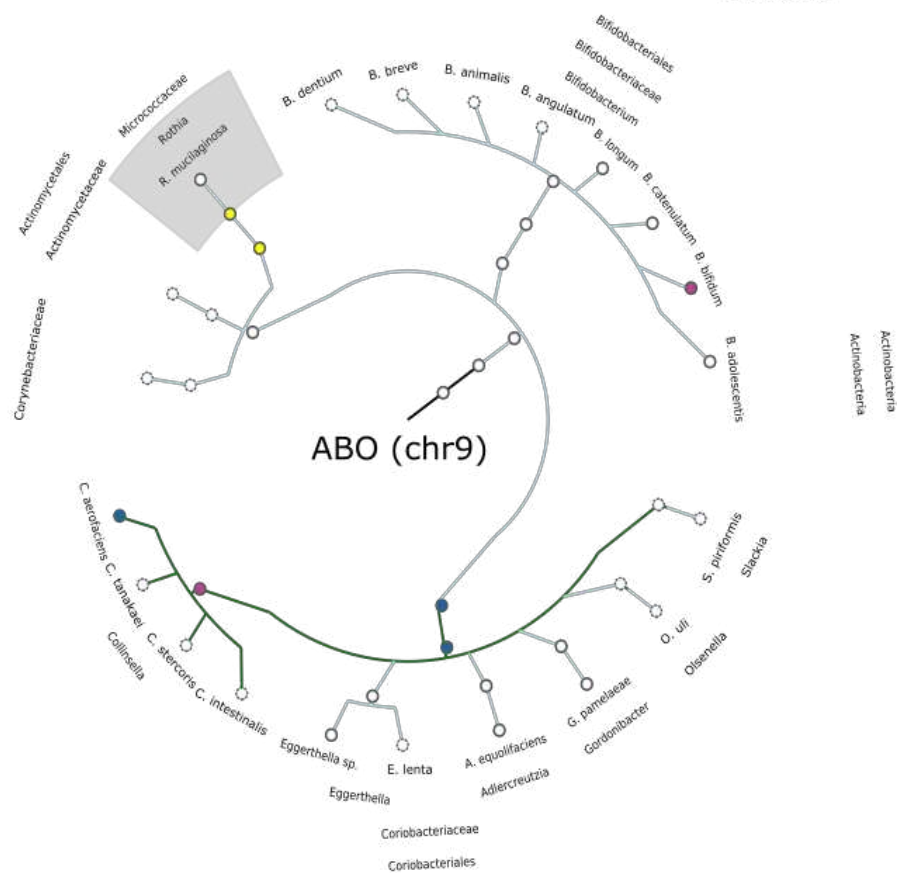 Bifidobacteriales
Bifidobacteriaceae
Bifidobacterium
B. dentium
B. breve
B. animalis
B. angulatum
B. longum
B. catenulatum
B. bifidum
B. adolescentis
Actinobacteria
Actinobacteria
Micrococcaceae
Rothia
R. mucilaginosa
Actinomycetales
Actinomycetaceae
Corynebacteriaceae
ABO (chr9)
C. aerofaciens
C. tanakaei
C. stercoris
C. intestinalis
Collinsella
Eggerthella sp.
E. lenta
Eggerthella
A. equolifaciens
Adlercreutzia
G. pamelaeae
Gordonibacter
O. uli
Olsenella
S. piriformis
Slackia
Coriobacteriaceae
Coriobacteriales